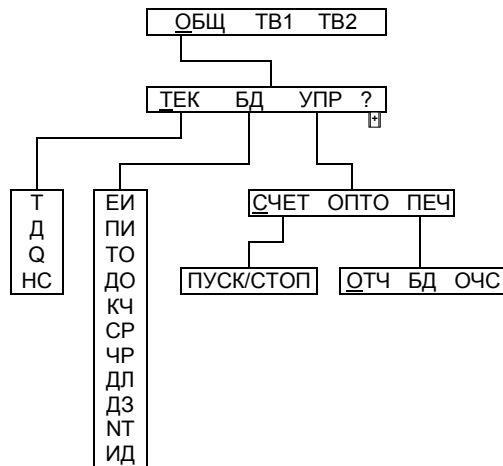 ОБЩ ТВ1 ТВ2
ТЕК БД УПР ?
+
Т
Д
Q
НС
ЕИ
ПИ
ТО
ДО
КЧ
СР
ЧР
ДЛ
ДЗ
NT
ИД
СЧЕТ ОПТО ПЕЧ
ПУСК/СТОП
ОТЧ БД ОЧС